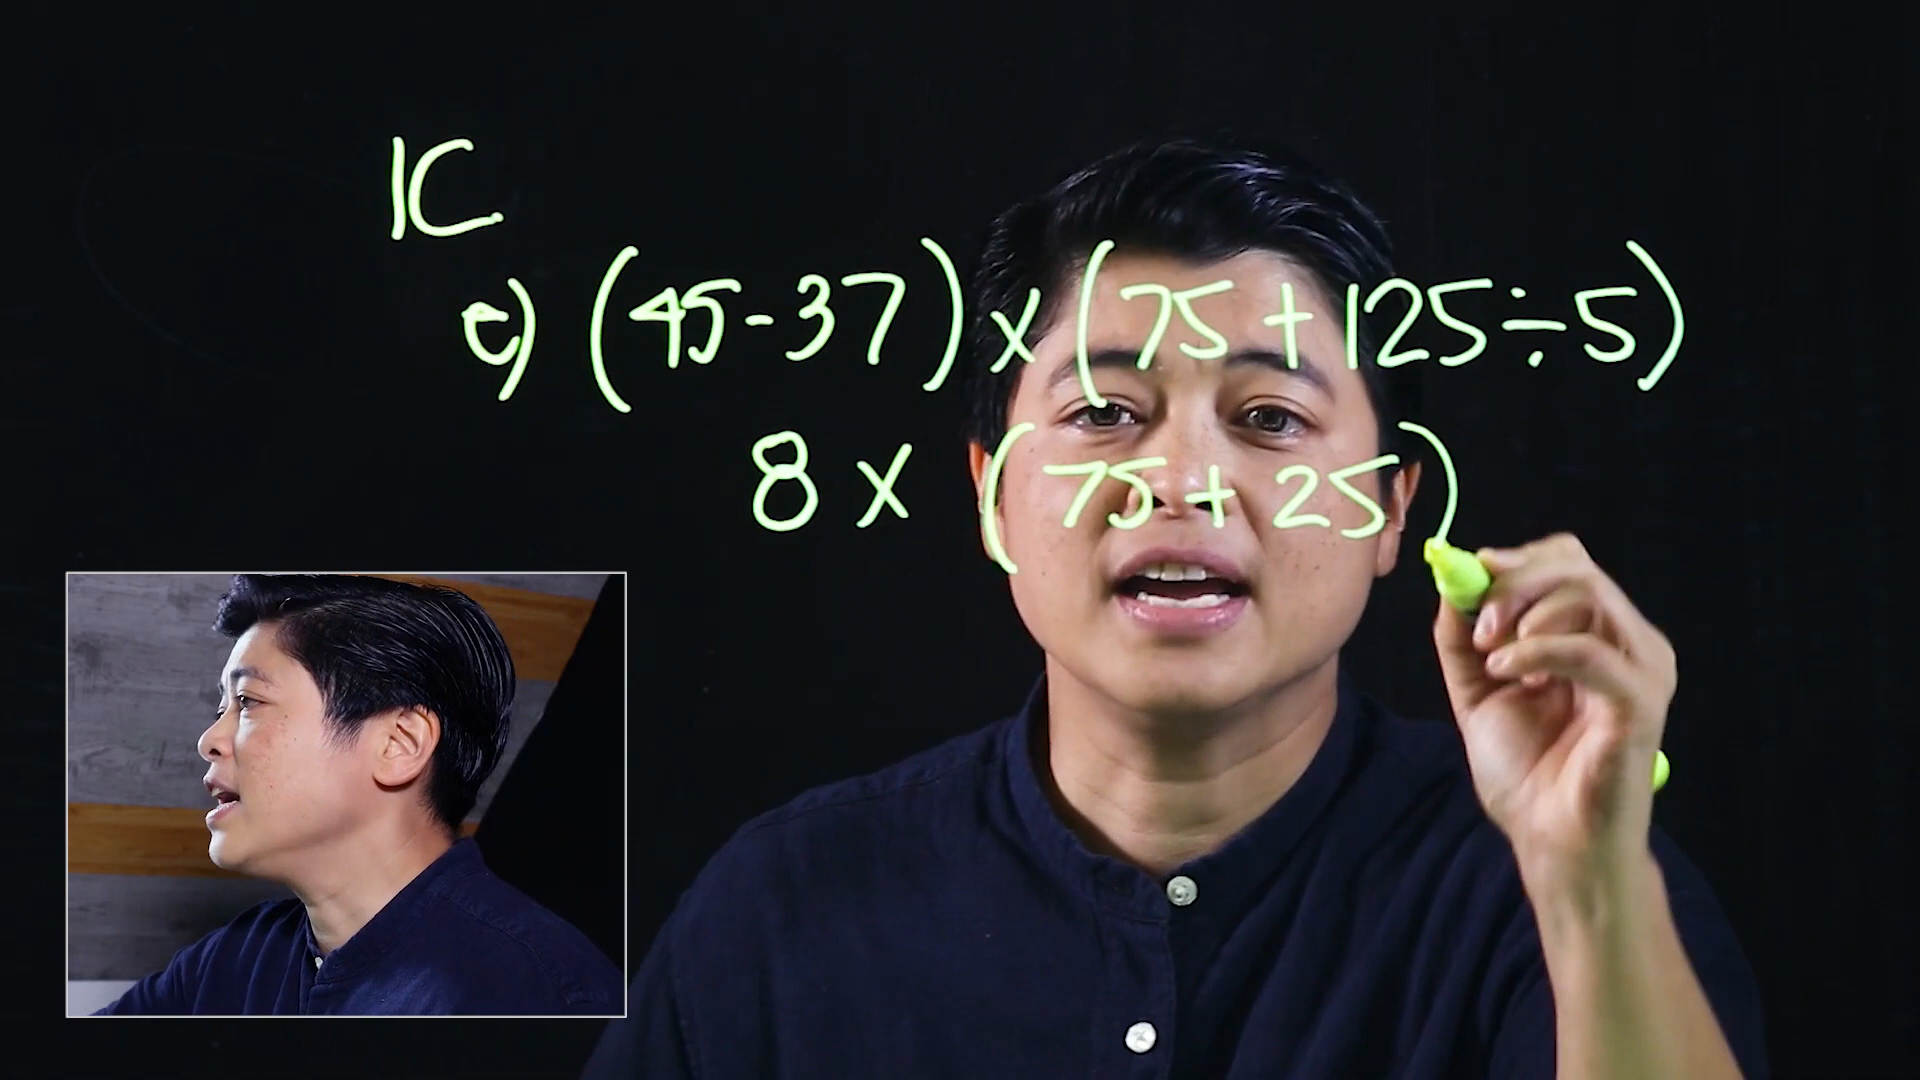 1C
e) (45-37) x (75 + 125 ÷ 5)
8 x (75 + 25)